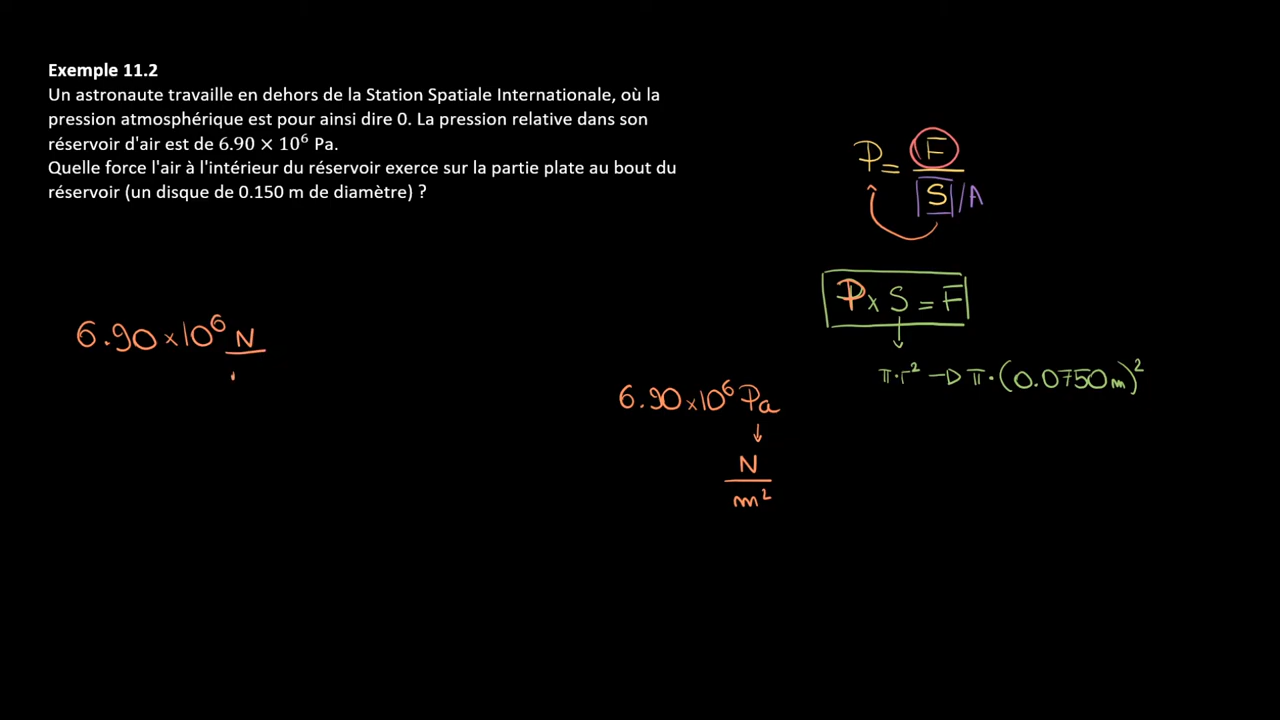 Exemple 11.2
Un astronaute travaille en dehors de la Station Spatiale Internationale, où la
pression atmosphérique est pour ainsi dire 0. La pression relative dans son
réservoir d'air est de 6.90 × 10⁶ Pa.
Quelle force l'air à l'intérieur du réservoir exerce sur la partie plate au bout du
réservoir (un disque de 0.150 m de diamètre) ?
P = F
S /A
P x S = F
π·r² → π·(0.0750m)²
6.90×10⁶ N
6.90×10⁶ Pa
N
m²